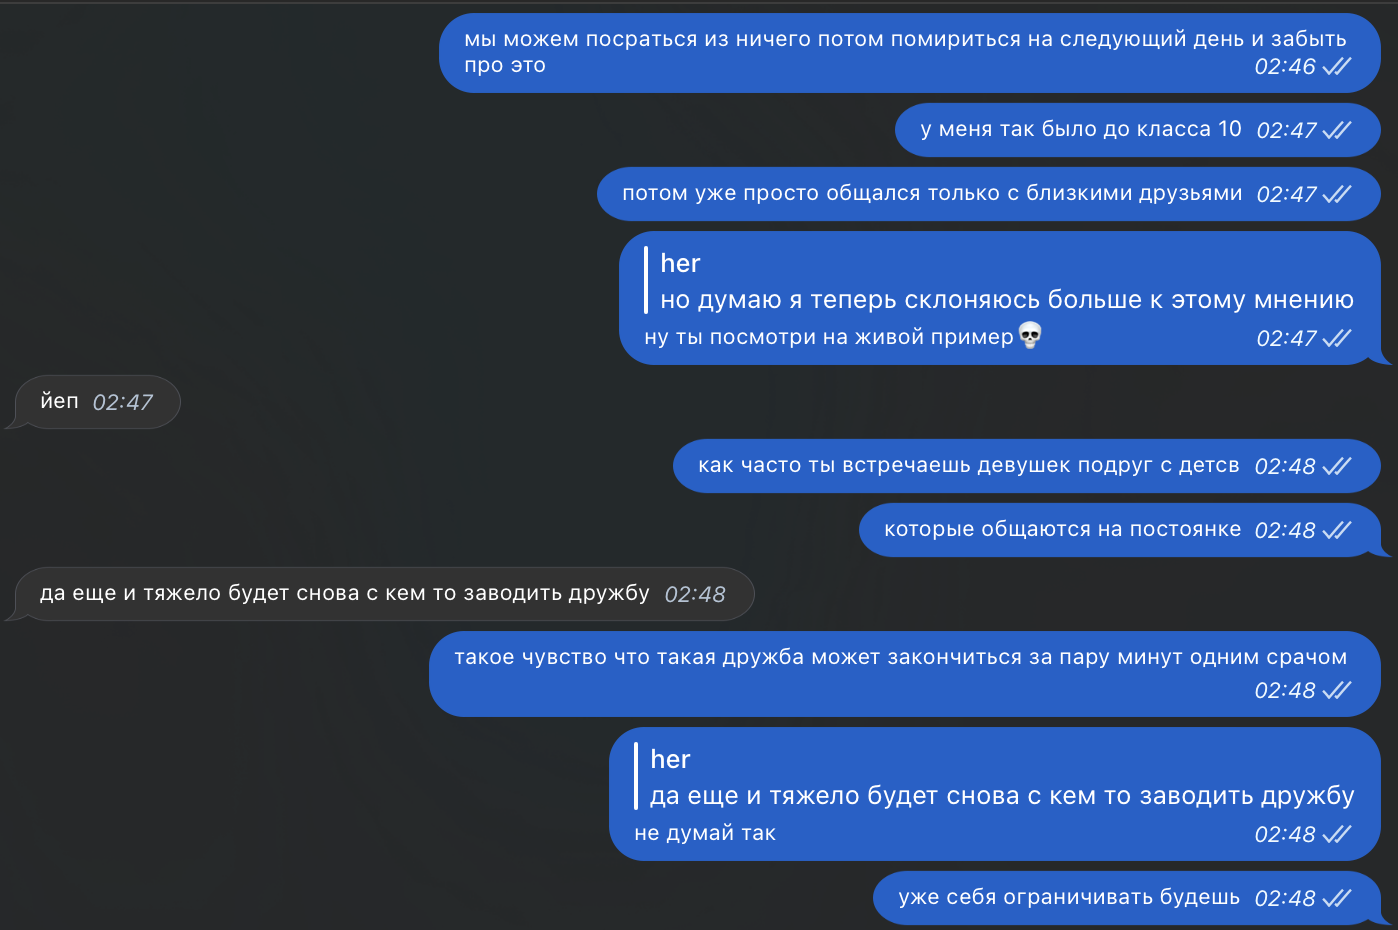 мы можем посраться из ничего потом помириться на следующий день и забыть
про это 02:46
у меня так было до класса 10 02:47
потом уже просто общался только с близкими друзьями 02:47
her
но думаю я теперь склоняюсь больше к этому мнению
ну ты посмотри на живой пример💀 02:47
йеп 02:47
как часто ты встречаешь девушек подруг с детсв 02:48
которые общаются на постоянке 02:48
да еще и тяжело будет снова с кем то заводить дружбу 02:48
такое чувство что такая дружба может закончиться за пару минут одним срачом
02:48
her
да еще и тяжело будет снова с кем то заводить дружбу
не думай так 02:48
уже себя ограничивать будешь 02:48